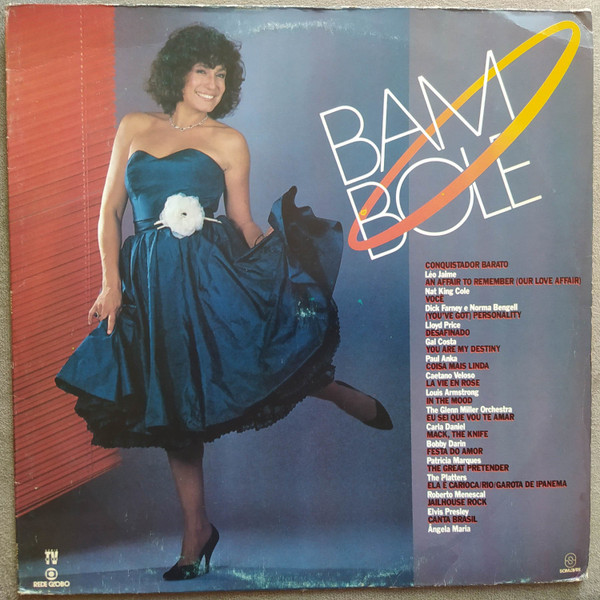 BAM
BOLE
CONQUISTADOR BARATO
Léo Jaime
AN AFFAIR TO REMEMBER (OUR LOVE AFFAIR)
Nat King Cole
VOCÊ
Dick Farney e Norma Bengell
(YOU'VE GOT) PERSONALITY
Lloyd Price
DESAFINADO
Gal Costa
YOU ARE MY DESTINY
Paul Anka
COISA MAIS LINDA
Caetano Veloso
LA VIE EN ROSE
Louis Armstrong
IN THE MOOD
The Glenn Miller Orchestra
EU SEI QUE VOU TE AMAR
Carla Daniel
MACK, THE KNIFE
Bobby Darin
FESTA DO AMOR
Patricia Marques
THE GREAT PRETENDER
The Platters
ELA É CARIOCA/RIO/GAROTA DE IPANEMA
Roberto Menescal
JAILHOUSE ROCK
Elvis Presley
CANTA BRASIL
Ângela Maria
TV
REDE GLOBO
SOM LIVRE